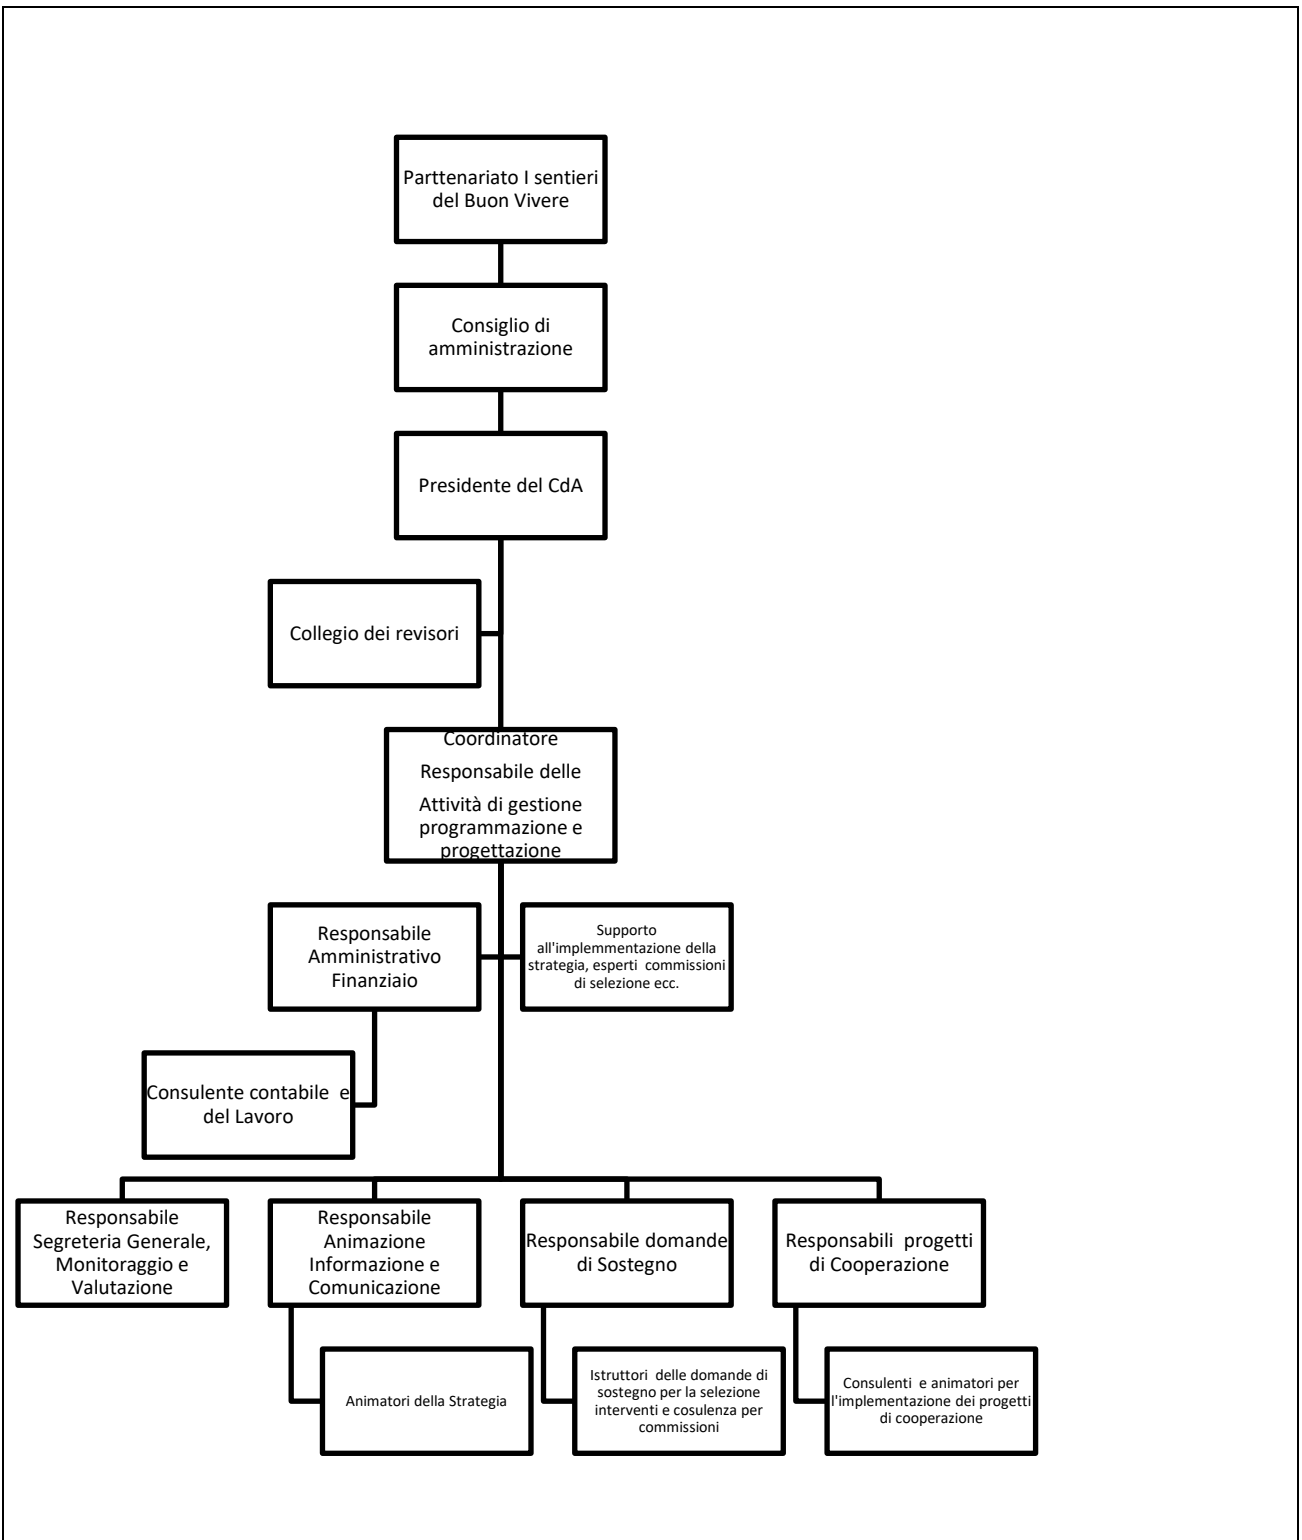 Parttenariato I sentieri
del Buon Vivere
Consiglio di
amministrazione
Presidente del CdA
Collegio dei revisori
Coordinatore
Responsabile delle
Attività di gestione
programmazione e
progettazione
Responsabile
Amministrativo
Finanziaio
Supporto
all'implemmentazione della
strategia, esperti commissioni
di selezione ecc.
Consulente contabile e
del Lavoro
Responsabile
Segreteria Generale,
Monitoraggio e
Valutazione
Responsabile
Animazione
Informazione e
Comunicazione
Responsabile domande
di Sostegno
Responsabili progetti
di Cooperazione
Animatori della Strategia
Istruttori delle domande di
sostegno per la selezione
interventi e cosulenza per
commissioni
Consulenti e animatori per
l'implementazione dei progetti
di cooperazione